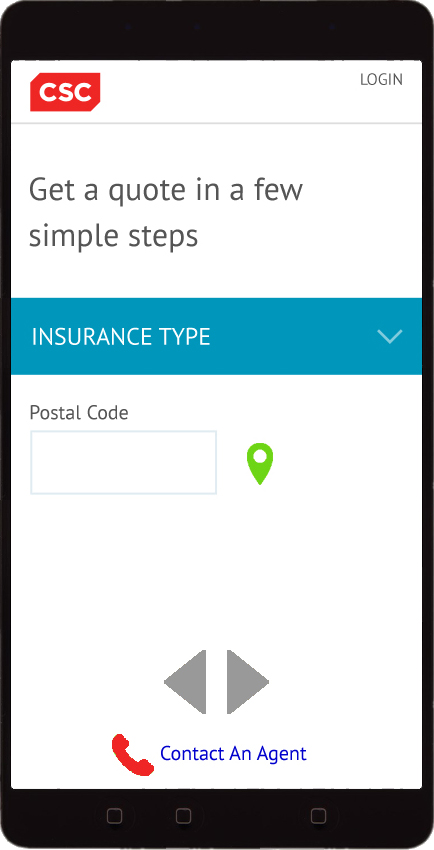 CSC
LOGIN
Get a quote in a few
simple steps
INSURANCE TYPE
Postal Code
Contact An Agent